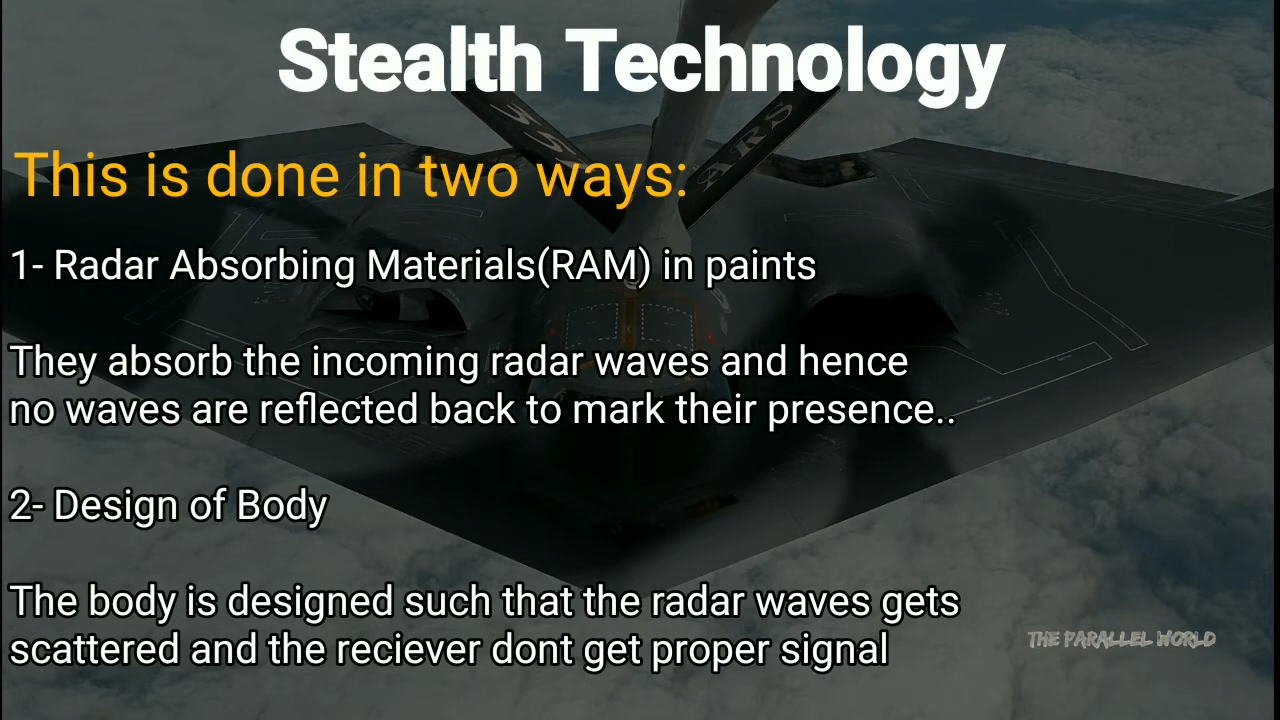 Stealth Technology
This is done in two ways:
1- Radar Absorbing Materials(RAM) in paints
They absorb the incoming radar waves and hence
no waves are reflected back to mark their presence..
2- Design of Body
The body is designed such that the radar waves gets
scattered and the reciever dont get proper signal
THE PARALLEL WORLD
ARS